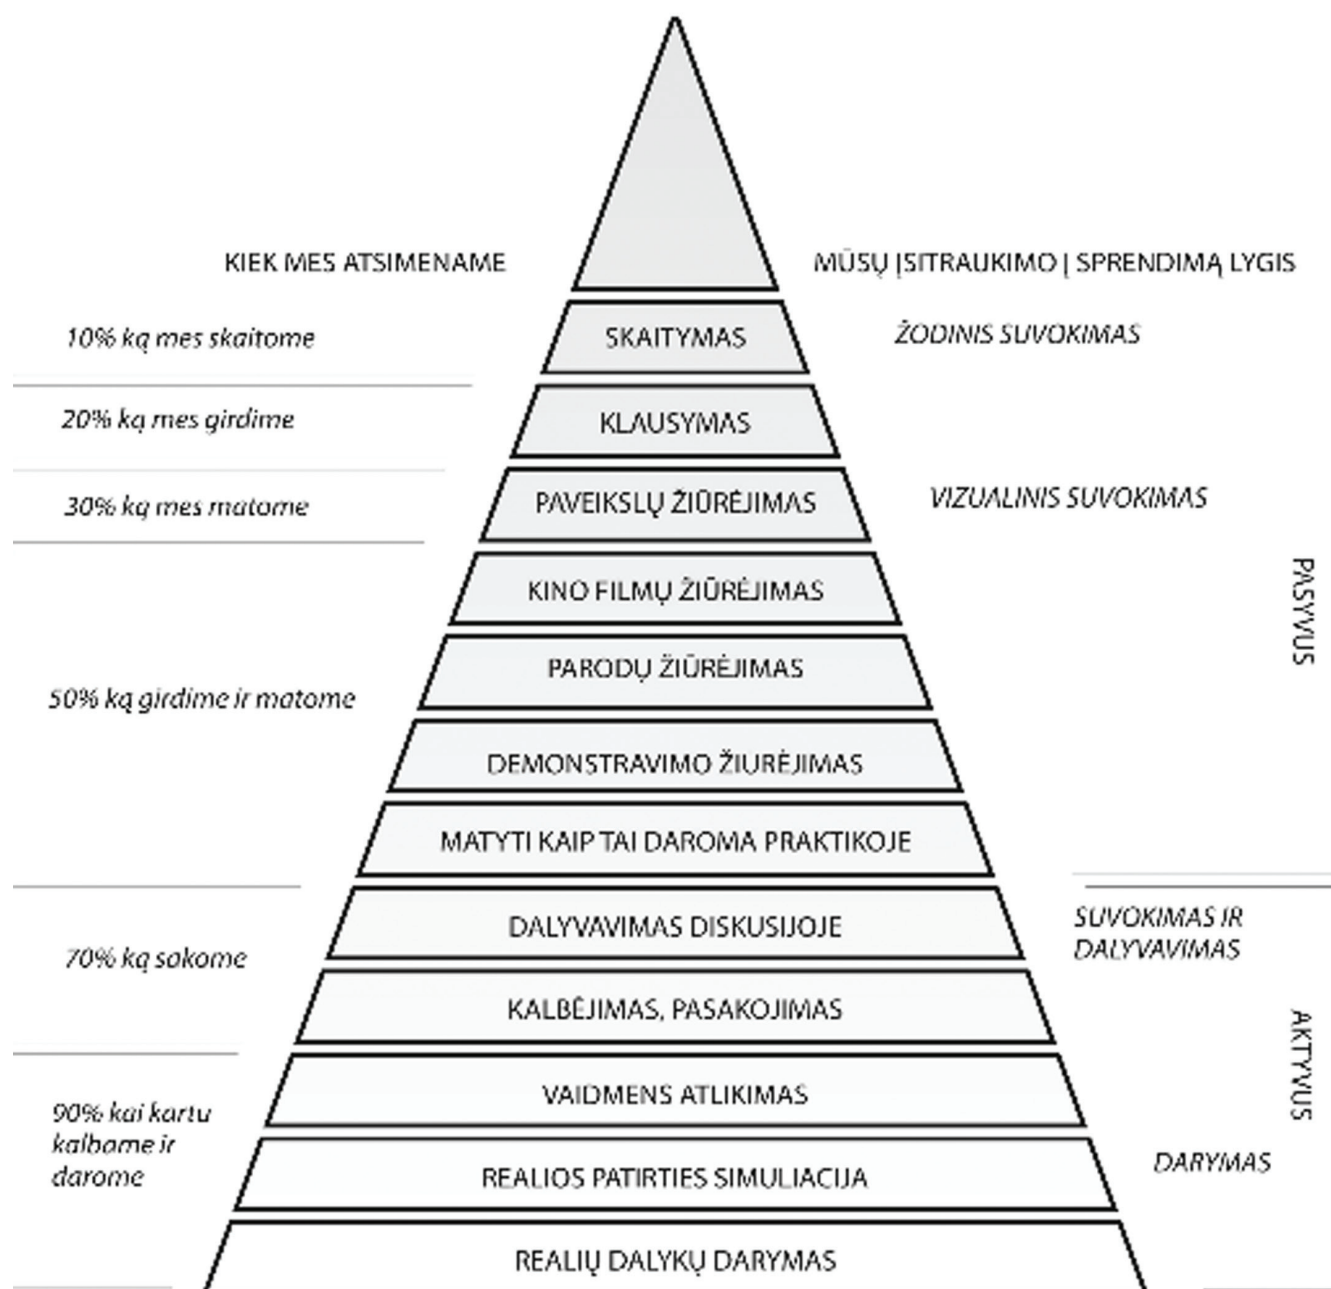 KIEK MES ATSIMENAME
MŪSŲ ĮSITRAUKIMO Į SPRENDIMĄ LYGIS
10% ką mes skaitome
SKAITYMAS
ŽODINIS SUVOKIMAS
20% ką mes girdime
KLAUSYMAS
30% ką mes matome
PAVEIKSLŲ ŽIŪRĖJIMAS
VIZUALINIS SUVOKIMAS
KINO FILMŲ ŽIŪRĖJIMAS
PASYVUS
50% ką girdime ir matome
PARODŲ ŽIŪRĖJIMAS
DEMONSTRAVIMO ŽIURĖJIMAS
MATYTI KAIP TAI DAROMA PRAKTIKOJE
70% ką sakome
DALYVAVIMAS DISKUSIJOJE
SUVOKIMAS IR
DALYVAVIMAS
KALBĖJIMAS, PASAKOJIMAS
AKTYVUS
90% kai kartu
kalbame ir
darome
VAIDMENS ATLIKIMAS
REALIOS PATIRTIES SIMULIACIJA
DARYMAS
REALIŲ DALYKŲ DARYMAS